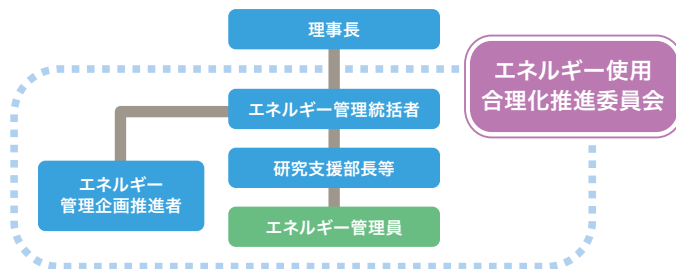 理事長
エネルギー使用
合理化推進委員会
エネルギー管理統括者
研究支援部長等
エネルギー
管理企画推進者
エネルギー管理員